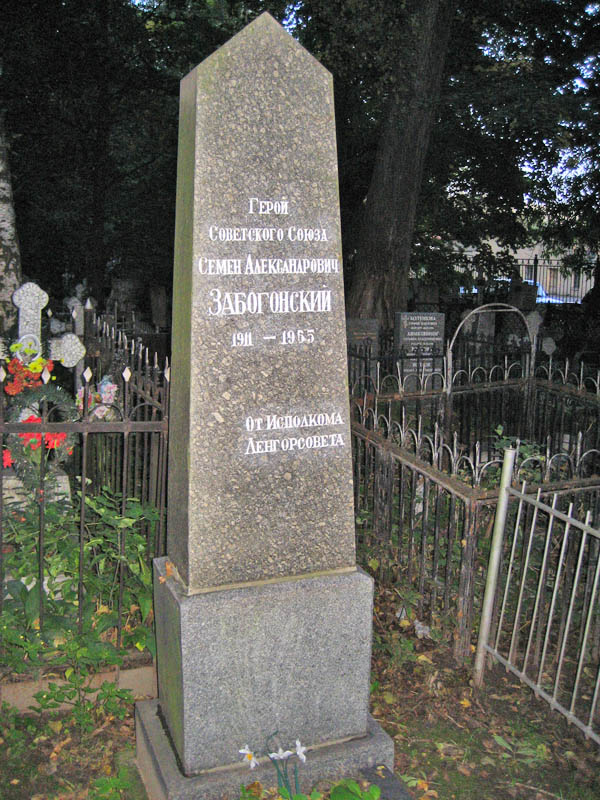 Герой
Советского Союза
Семен Александрович
ЗАБОГОНСКИЙ
1911 — 1955
От Исполкома
Ленгорсовета